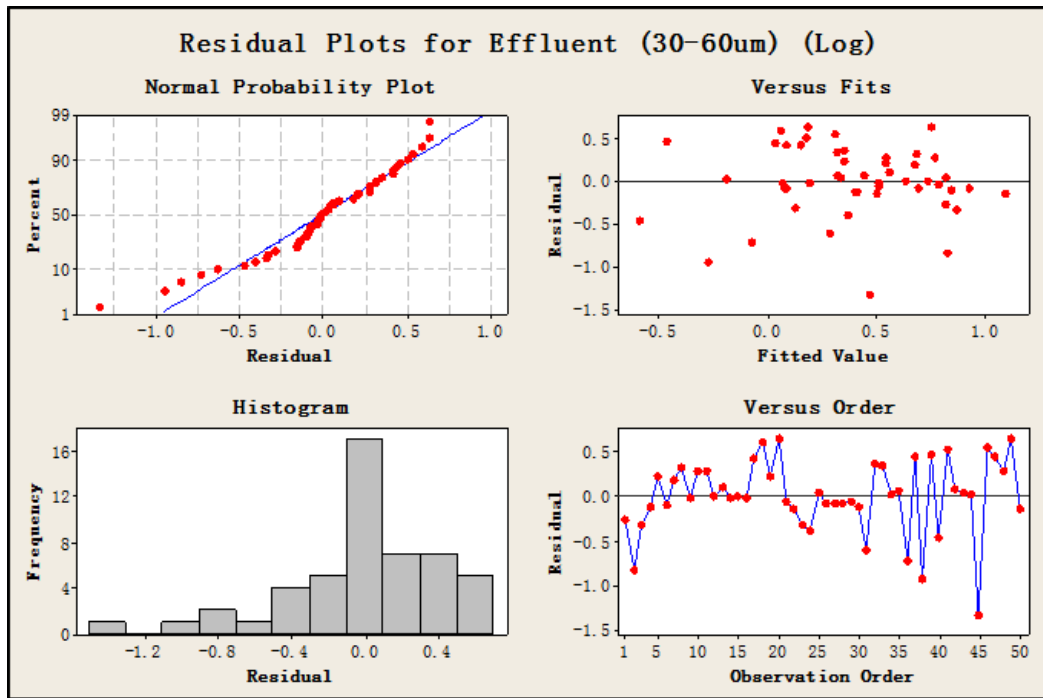 Residual Plots for Effluent (30-60um) (Log)
Normal Probability Plot
99
90
50
10
1
Percent
-1.0 -0.5 0.0 0.5 1.0
Residual
Versus Fits
0.5
0.0
-0.5
-1.0
-1.5
Residual
-0.5 0.0 0.5 1.0
Fitted Value
Histogram
16
12
8
4
0
Frequency
-1.2 -0.8 -0.4 0.0 0.4
Residual
Versus Order
0.5
0.0
-0.5
-1.0
-1.5
Residual
1 5 10 15 20 25 30 35 40 45 50
Observation Order